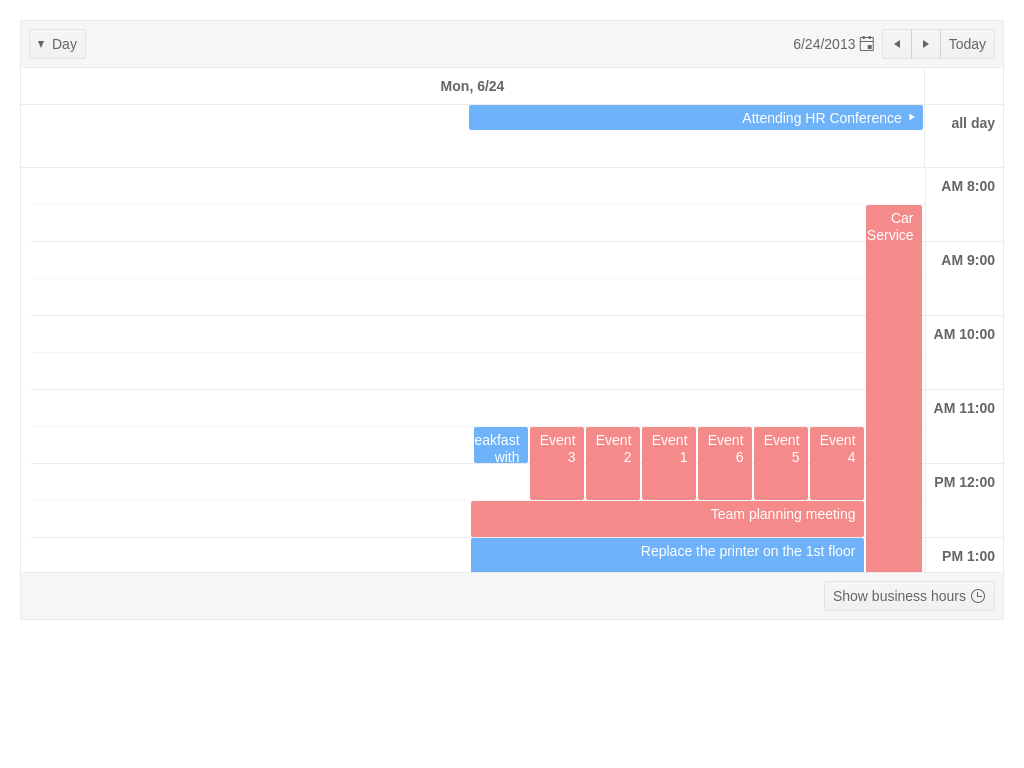 Day
6/24/2013
Today
Mon, 6/24
Attending HR Conference
all day
AM 8:00
Car
Service
AM 9:00
AM 10:00
AM 11:00
eakfast
with
Event
3
Event
2
Event
1
Event
6
Event
5
Event
4
PM 12:00
Team planning meeting
Replace the printer on the 1st floor
PM 1:00
Show business hours